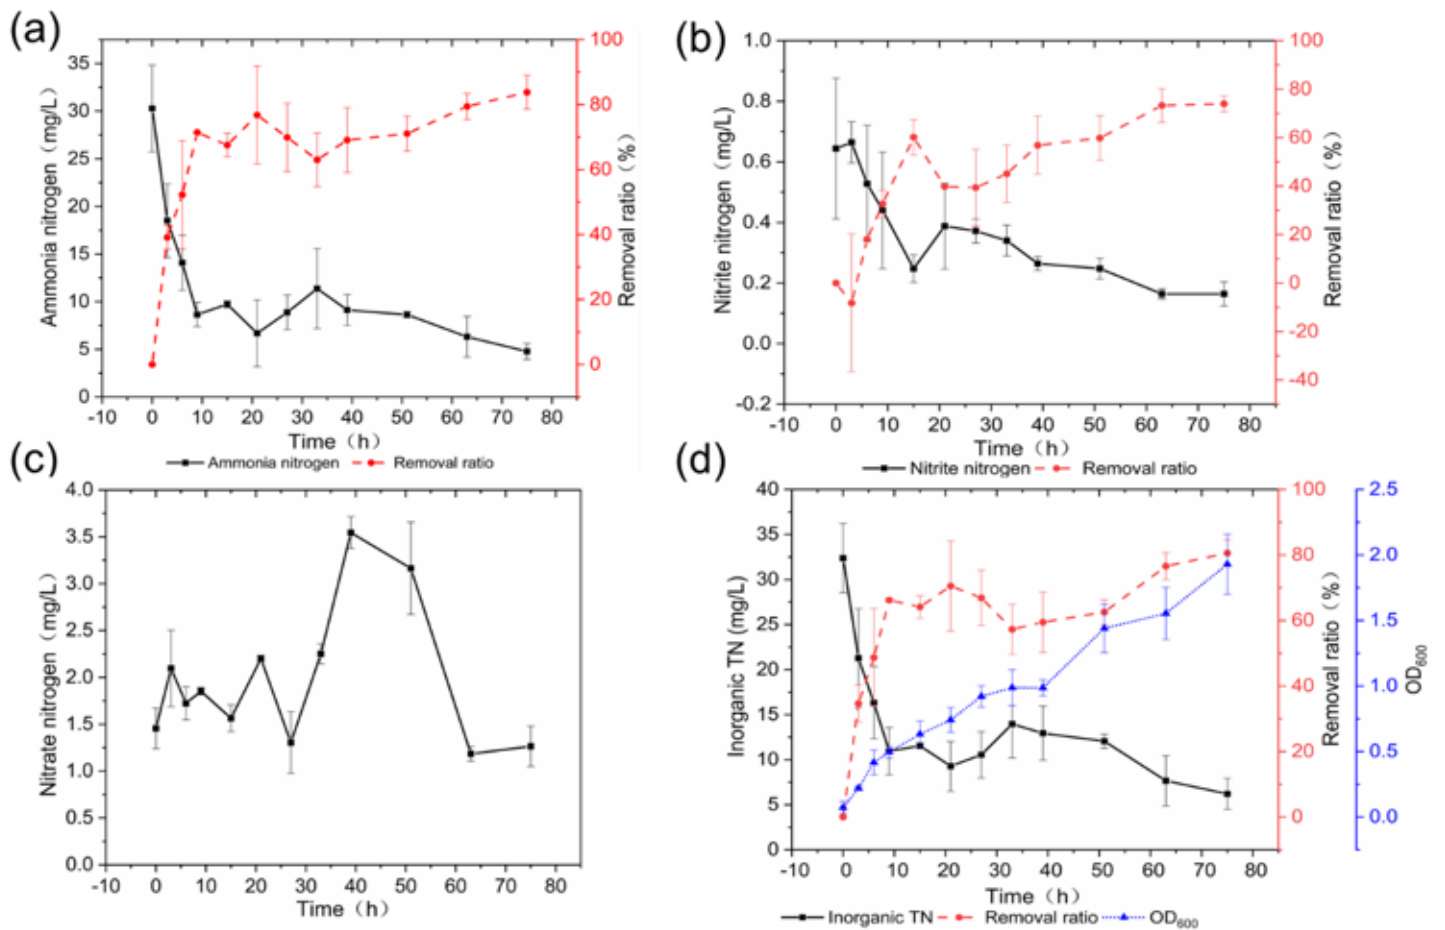 (a)
35
30
25
20
15
10
5
0
Ammonia nitrogen (mg/L)
100
80
60
40
20
0
Removal ratio (%)
-10 0 10 20 30 40 50 60 70 80
Time (h)
Ammonia nitrogen Removal ratio
(b)
1.0
0.8
0.6
0.4
0.2
0.0
-0.2
Nitrite nitrogen (mg/L)
100
80
60
40
20
0
-20
-40
Removal ratio (%)
-10 0 10 20 30 40 50 60 70 80
Time (h)
Nitrite nitrogen Removal ratio
(c)
4.0
3.5
3.0
2.5
2.0
1.5
1.0
0.5
0.0
Nitrate nitrogen (mg/L)
-10 0 10 20 30 40 50 60 70 80
Time (h)
(d)
40
35
30
25
20
15
10
5
0
Inorganic TN (mg/L)
100
80
60
40
20
0
Removal ratio (%)
2.5
2.0
1.5
1.0
0.5
0.0
OD600
-10 0 10 20 30 40 50 60 70 80
Time (h)
Inorganic TN Removal ratio OD600